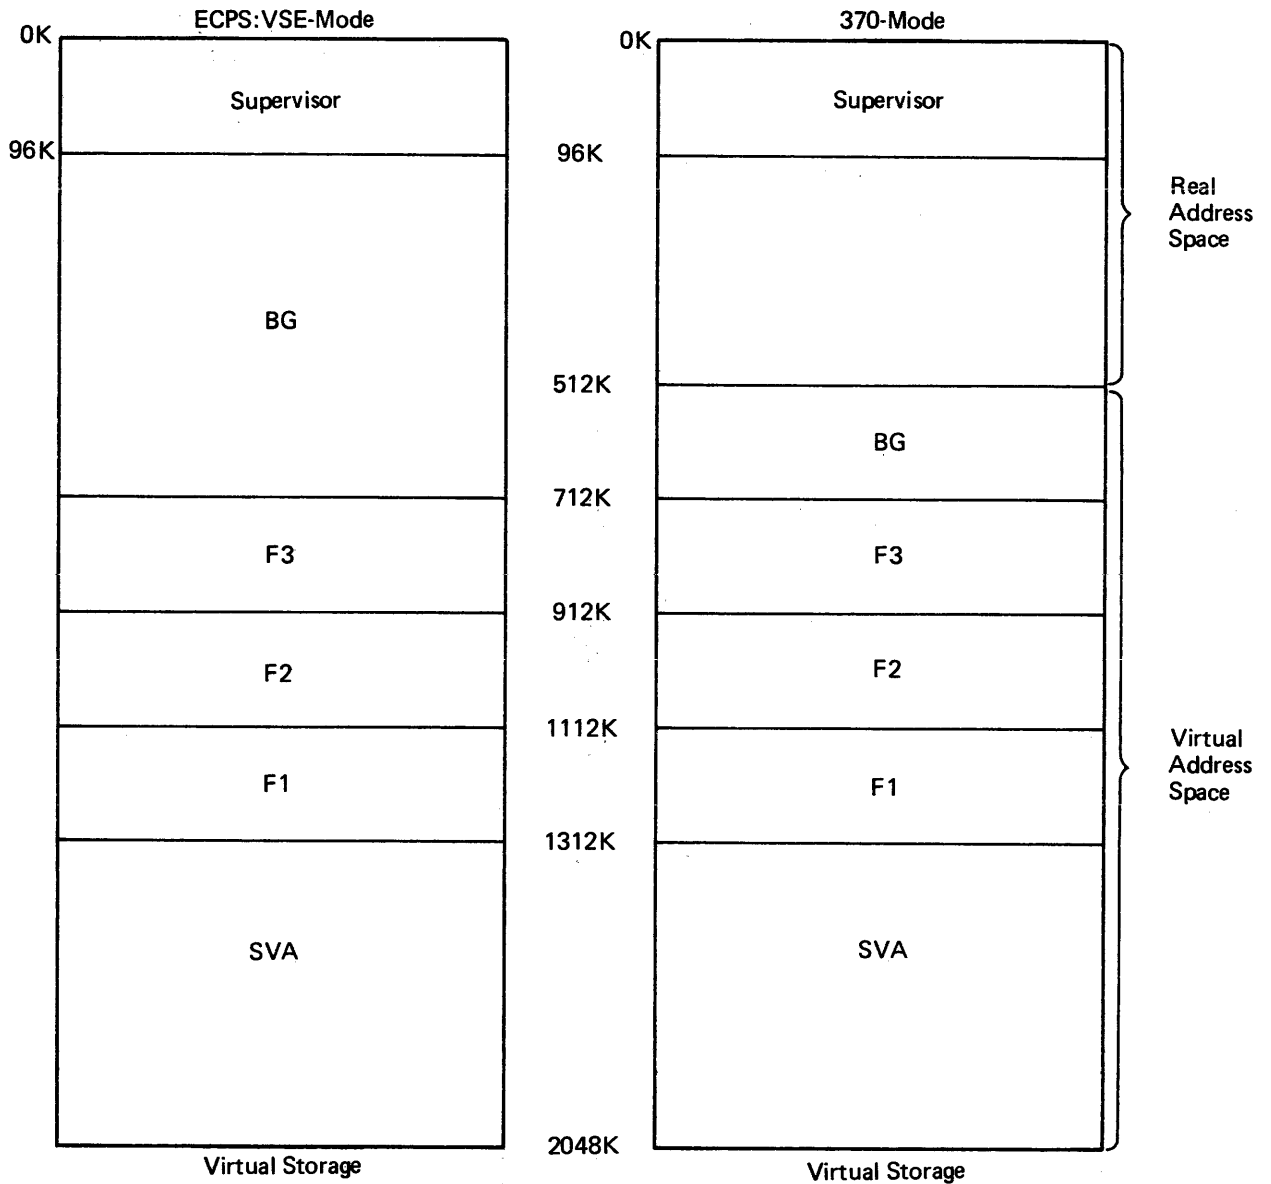 ECPS:VSE-Mode
370-Mode
0K
0K
Supervisor
Supervisor
96K
96K
Real
Address
Space
BG
512K
BG
712K
F3
F3
912K
F2
F2
1112K
Virtual
Address
Space
F1
F1
1312K
SVA
SVA
2048K
Virtual Storage
Virtual Storage